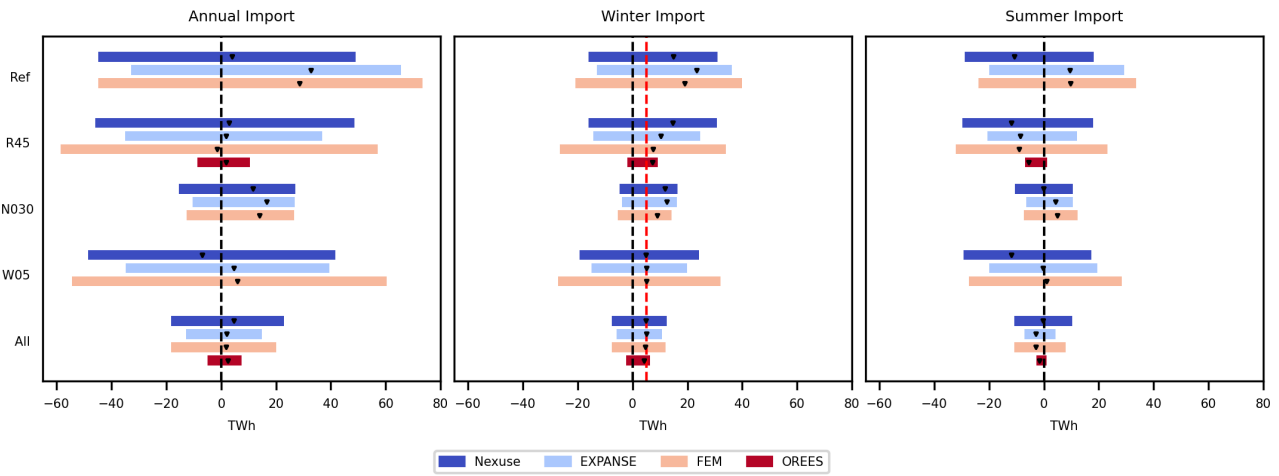 Annual Import
Winter Import
Summer Import
Ref
R45
N030
W05
All
−60 −40 −20 0 20 40 60 80
−60 −40 −20 0 20 40 60 80
−60 −40 −20 0 20 40 60 80
TWh
TWh
TWh
Nexuse EXPANSE FEM OREES